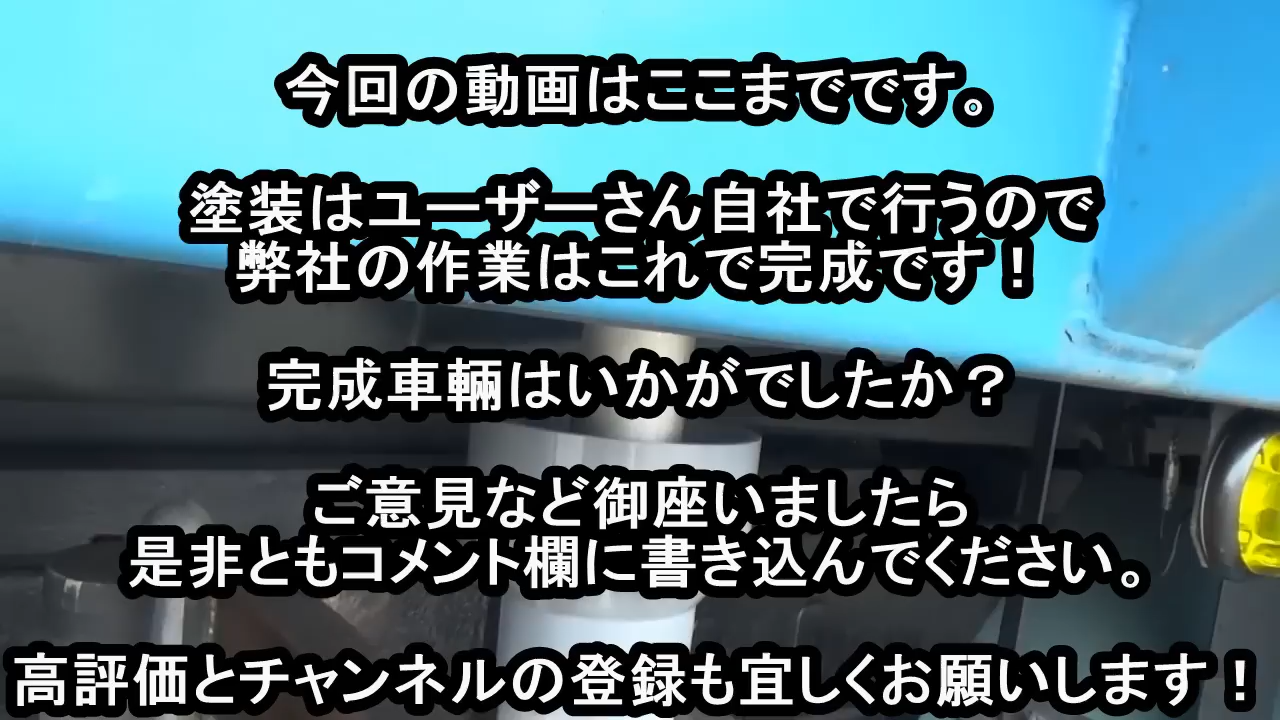 今回の動画はここまでです。
塗装はユーザーさん自社で行うので
弊社の作業はこれで完成です！
完成車輛はいかがでしたか？
ご意見など御座いましたら
是非ともコメント欄に書き込んでください。
高評価とチャンネルの登録も宜しくお願いします！